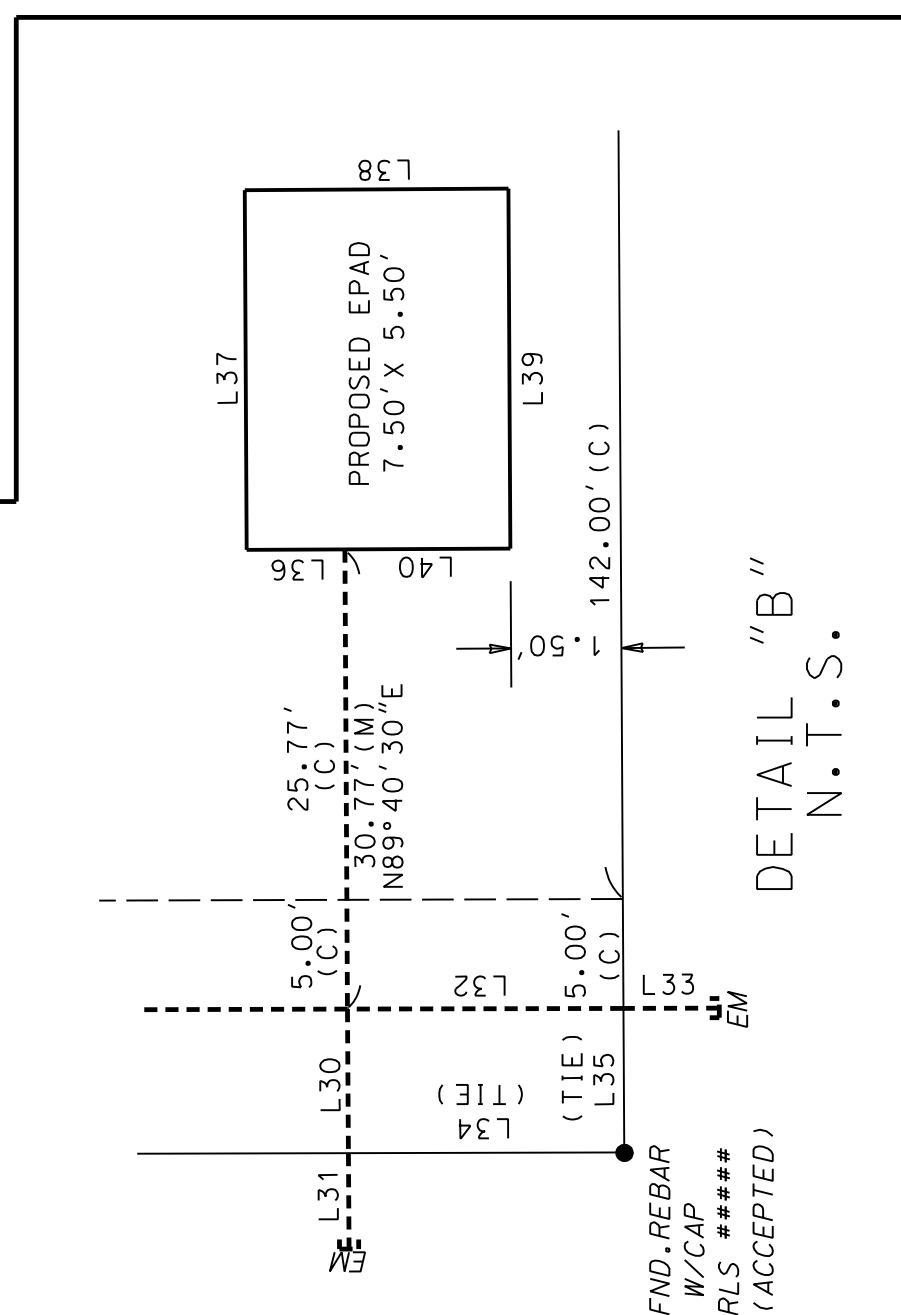 L38
L37
PROPOSED EPAD
7.50' X 5.50'
L39
L36
L40
142.00' (C)
1.50'
25.77'
(C)
30.77' (M)
N89°40'30"E
5.00'
(C)
L32
5.00'
(C)
L33
EM
L30
(TIE)
L34
(TIE)
L35
L31
EM
FND.REBAR
W/CAP
RLS #####
(ACCEPTED)
DETAIL "B"
N.T.S.